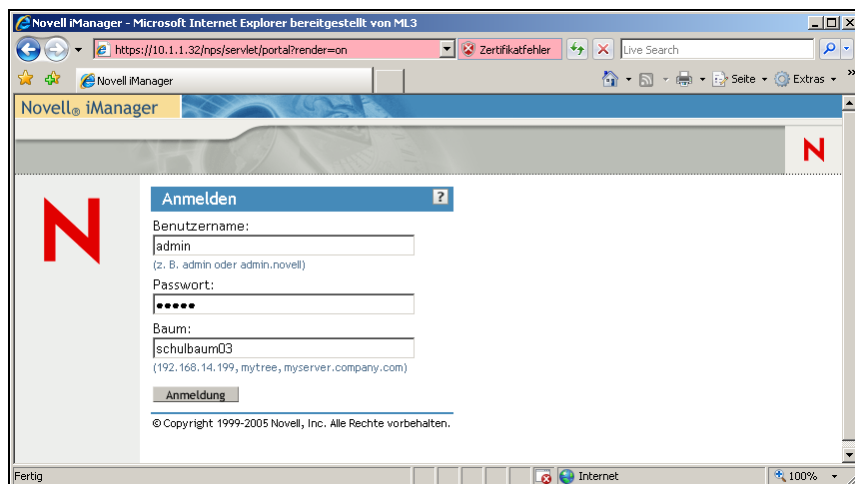 Novell iManager - Microsoft Internet Explorer bereitgestellt von ML3
https://10.1.1.32/nps/servlet/portal?render=on
Zertifikatfehler
Live Search
Novell iManager
Seite
Extras
»
Novell® iManager
N
N
Anmelden
?
Benutzername:
admin
(z. B. admin oder admin.novell)
Passwort:
•••••
Baum:
schulbaum03
(192.168.14.199, mytree, myserver.company.com)
Anmeldung
© Copyright 1999-2005 Novell, Inc. Alle Rechte vorbehalten.
Fertig
Internet
100%